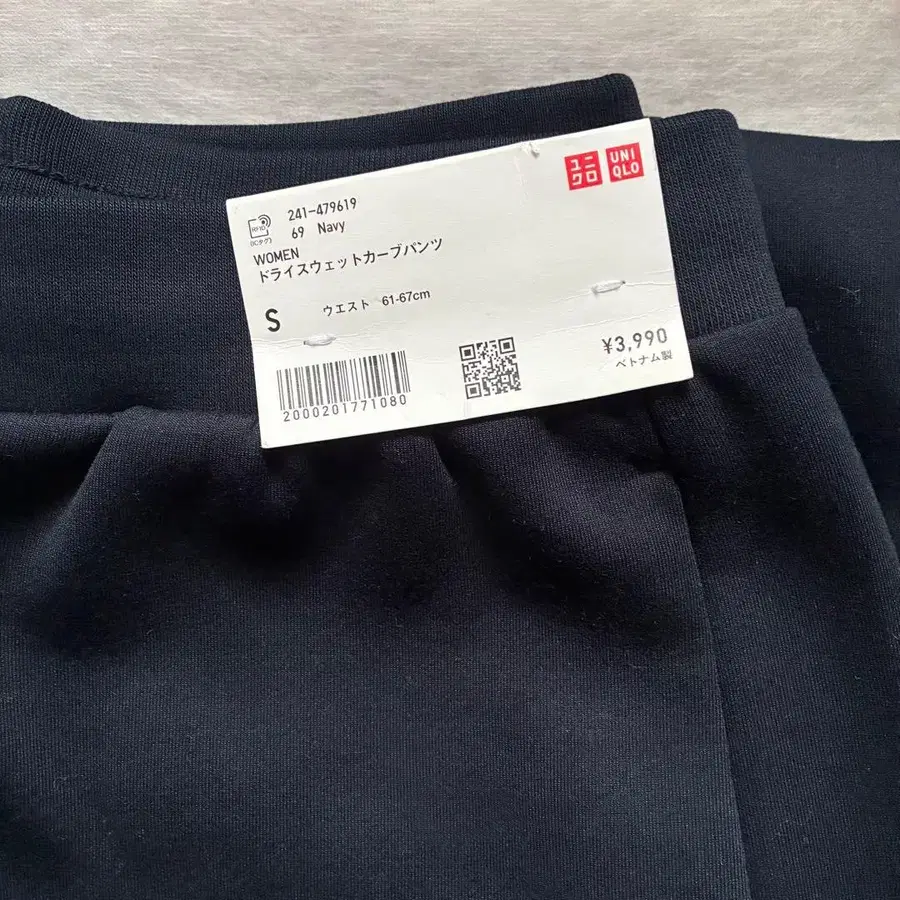 ユニ
クロ
UNI
QLO
RFID
(ICタグ)
241-479619
69 Navy
WOMEN
ドライスウェットカーブパンツ
S ウエスト 61-67cm
¥3,990
ベトナム製
2000201771080